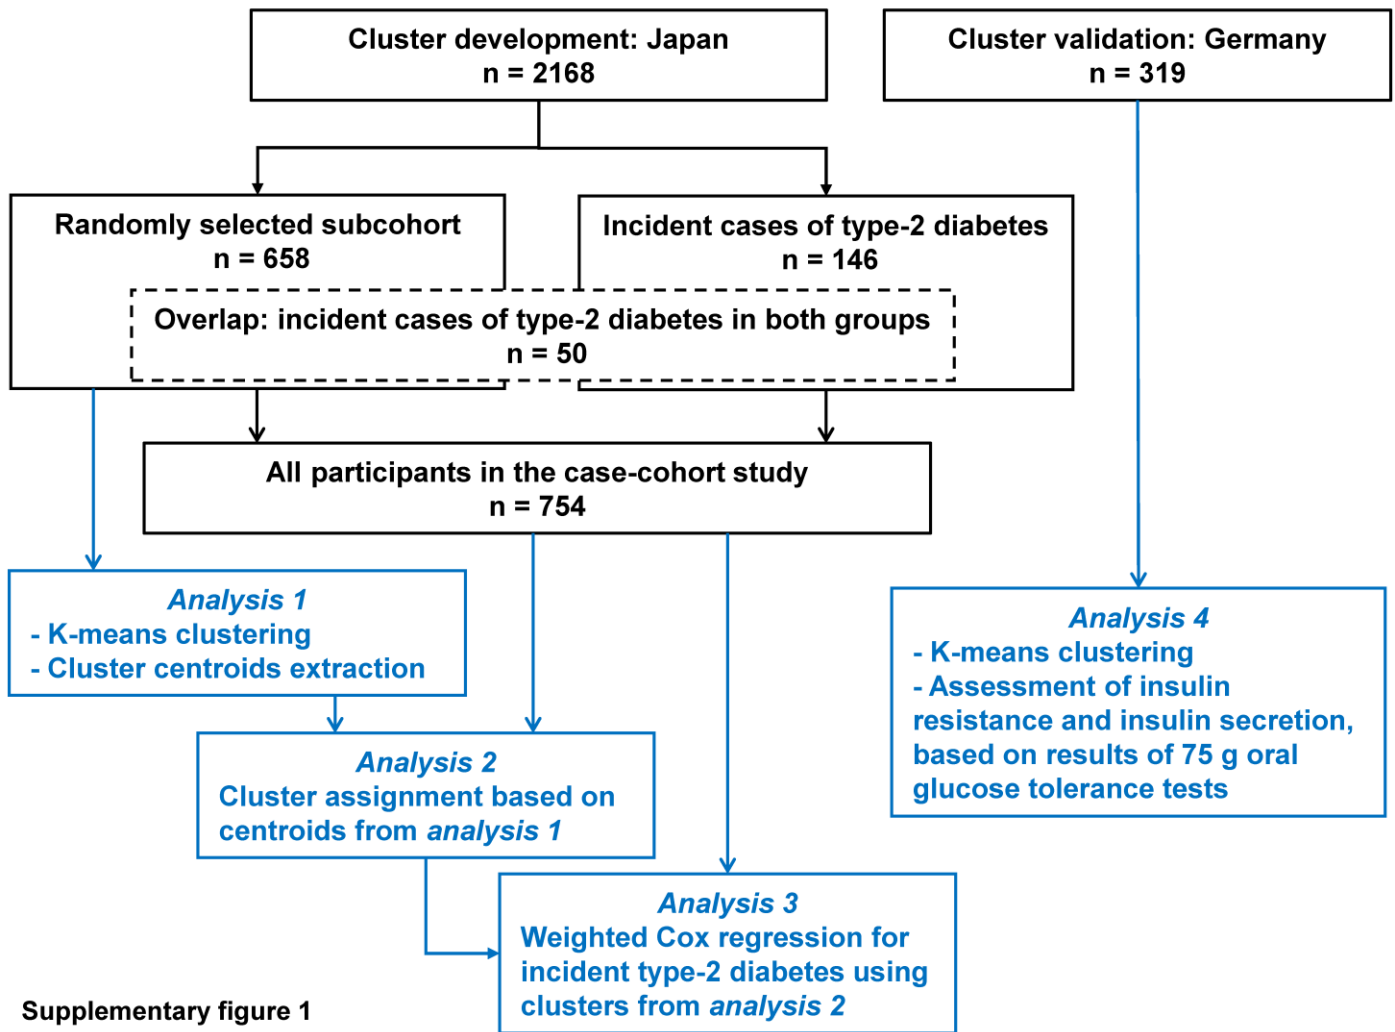 Cluster development: Japan
n = 2168
Cluster validation: Germany
n = 319
Randomly selected subcohort
n = 658
Incident cases of type-2 diabetes
n = 146
Overlap: incident cases of type-2 diabetes in both groups
n = 50
All participants in the case-cohort study
n = 754
Analysis 1
- K-means clustering
- Cluster centroids extraction
Analysis 4
- K-means clustering
- Assessment of insulin
resistance and insulin secretion,
based on results of 75 g oral
glucose tolerance tests
Analysis 2
Cluster assignment based on
centroids from analysis 1
Analysis 3
Weighted Cox regression for
incident type-2 diabetes using
clusters from analysis 2
Supplementary figure 1